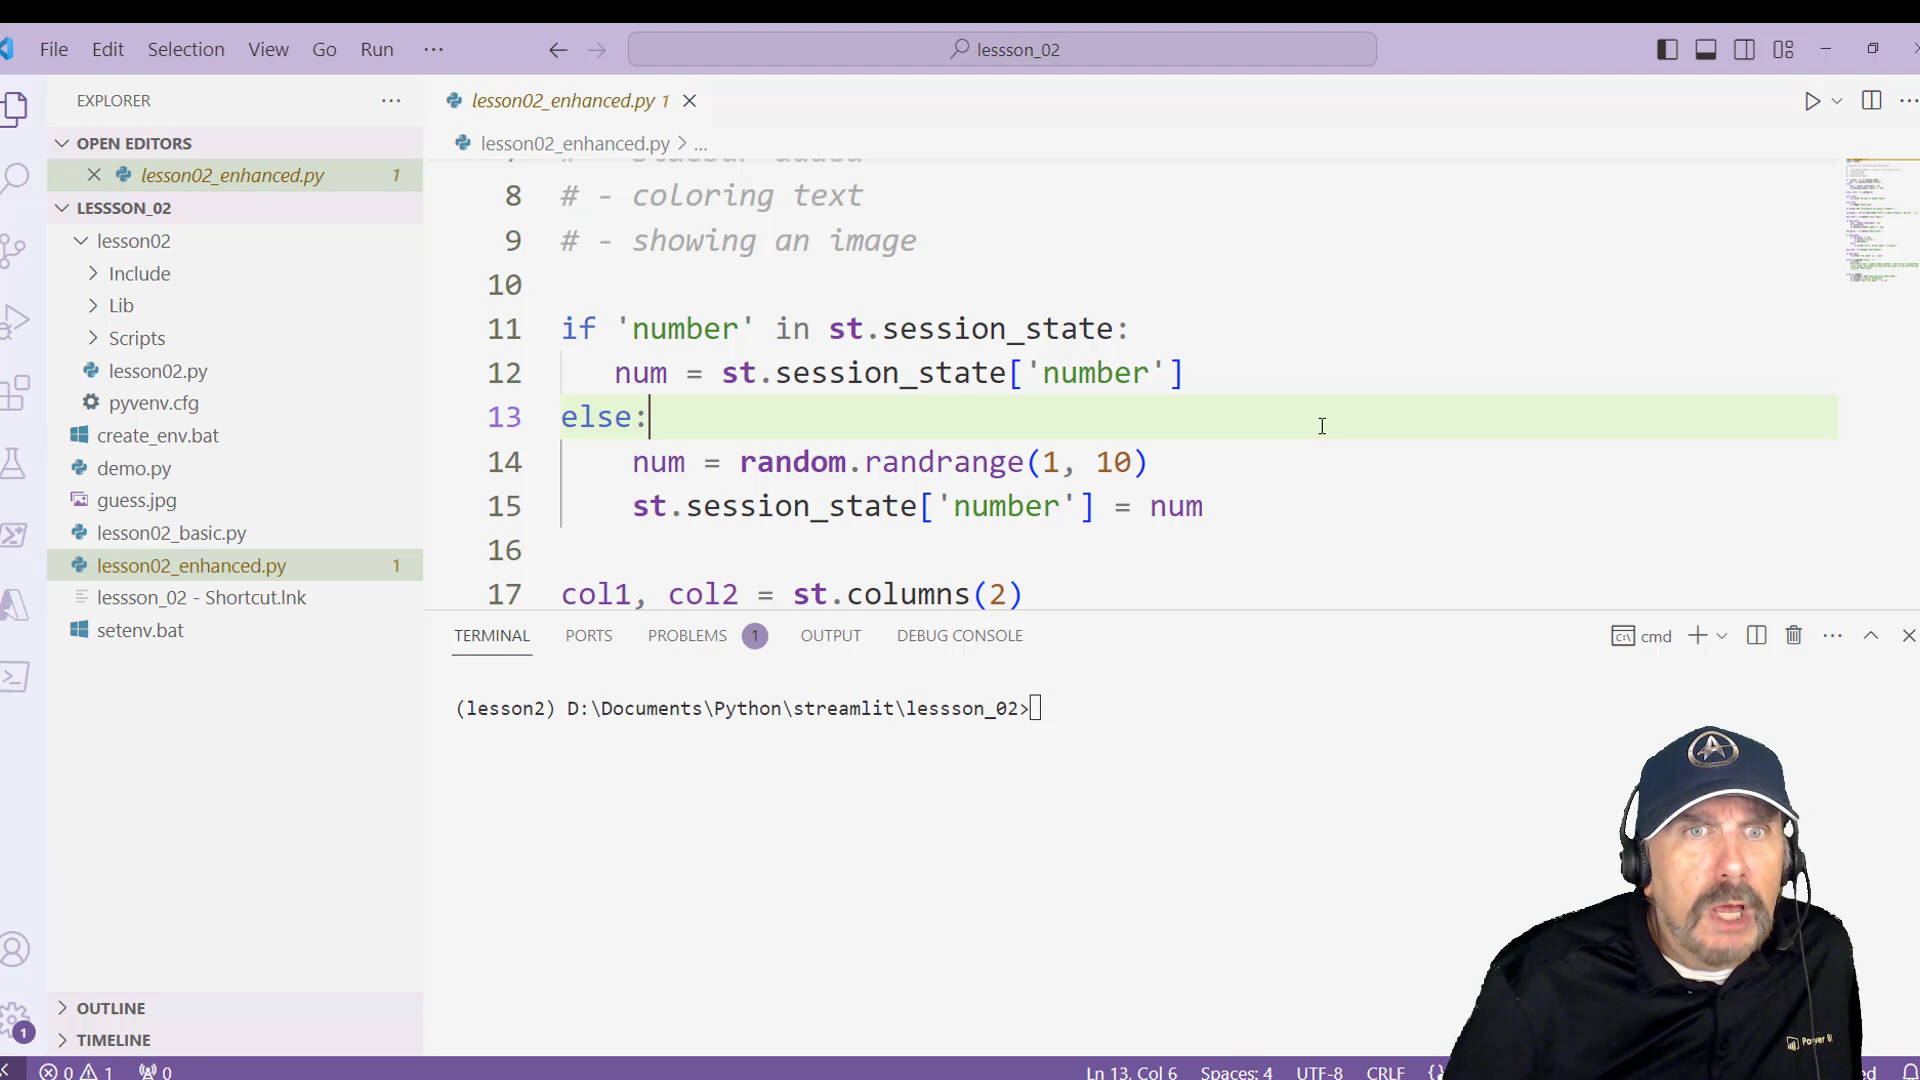 File Edit Selection View Go Run ···
lessson_02
EXPLORER ···
OPEN EDITORS
lesson02_enhanced.py 1
LESSSON_02
lesson02
Include
Lib
Scripts
lesson02.py
pyvenv.cfg
create_env.bat
demo.py
guess.jpg
lesson02_basic.py
lesson02_enhanced.py 1
lessson_02 - Shortcut.lnk
setenv.bat
OUTLINE
TIMELINE
lesson02_enhanced.py 1
lesson02_enhanced.py > ...
8 # - coloring text
9 # - showing an image
10
11 if 'number' in st.session_state:
12 num = st.session_state['number']
13 else:
14 num = random.randrange(1, 10)
15 st.session_state['number'] = num
16
17 col1, col2 = st.columns(2)
TERMINAL PORTS PROBLEMS 1 OUTPUT DEBUG CONSOLE
cmd
(lesson2) D:\Documents\Python\streamlit\lessson_02>
1
0 1 0
Ln 13, Col 6 Spaces: 4 UTF-8 CRLF